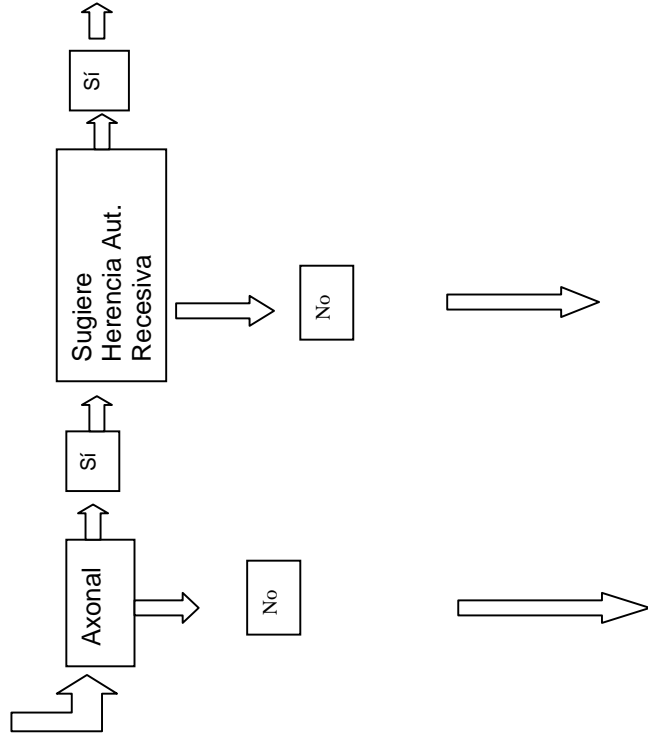 Axonal
Sí
Sugiere
Herencia Aut.
Recesiva
Sí
No
No